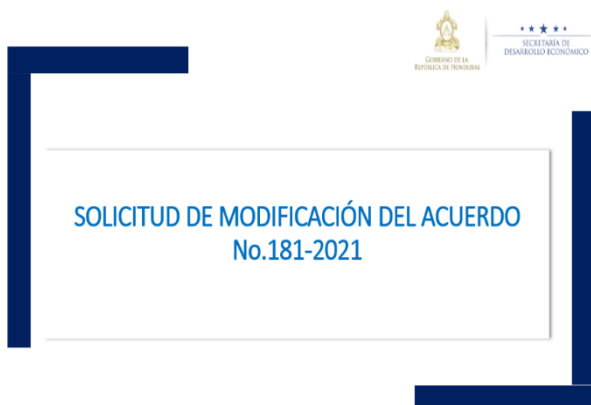 GOBIERNO DE LA
REPÚBLICA DE HONDURAS
SECRETARÍA DE
DESARROLLO ECONÓMICO
SOLICITUD DE MODIFICACIÓN DEL ACUERDO
No.181-2021